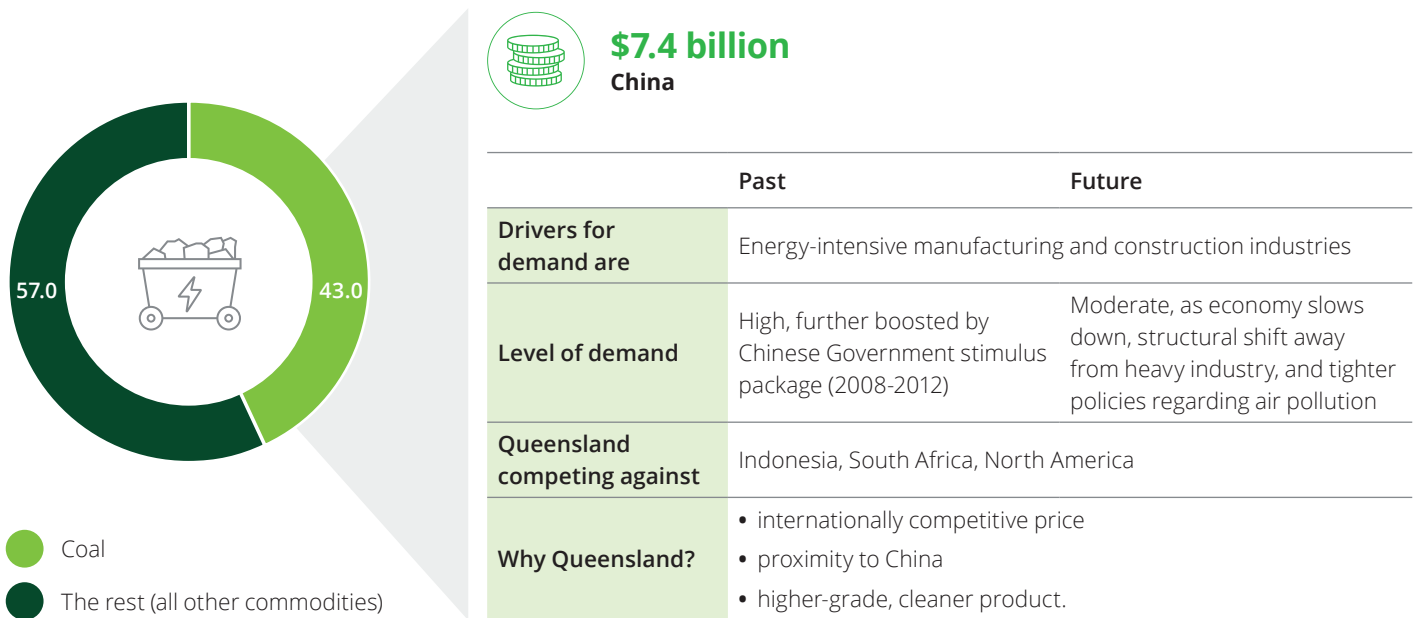 $7.4 billion
China
57.0
43.0
Coal
The rest (all other commodities)
Past
Future
Drivers for
demand are
Energy-intensive manufacturing and construction industries
Level of demand
High, further boosted by
Chinese Government stimulus
package (2008-2012)
Moderate, as economy slows
down, structural shift away
from heavy industry, and tighter
policies regarding air pollution
Queensland
competing against
Indonesia, South Africa, North America
Why Queensland?
• internationally competitive price
• proximity to China
• higher-grade, cleaner product.